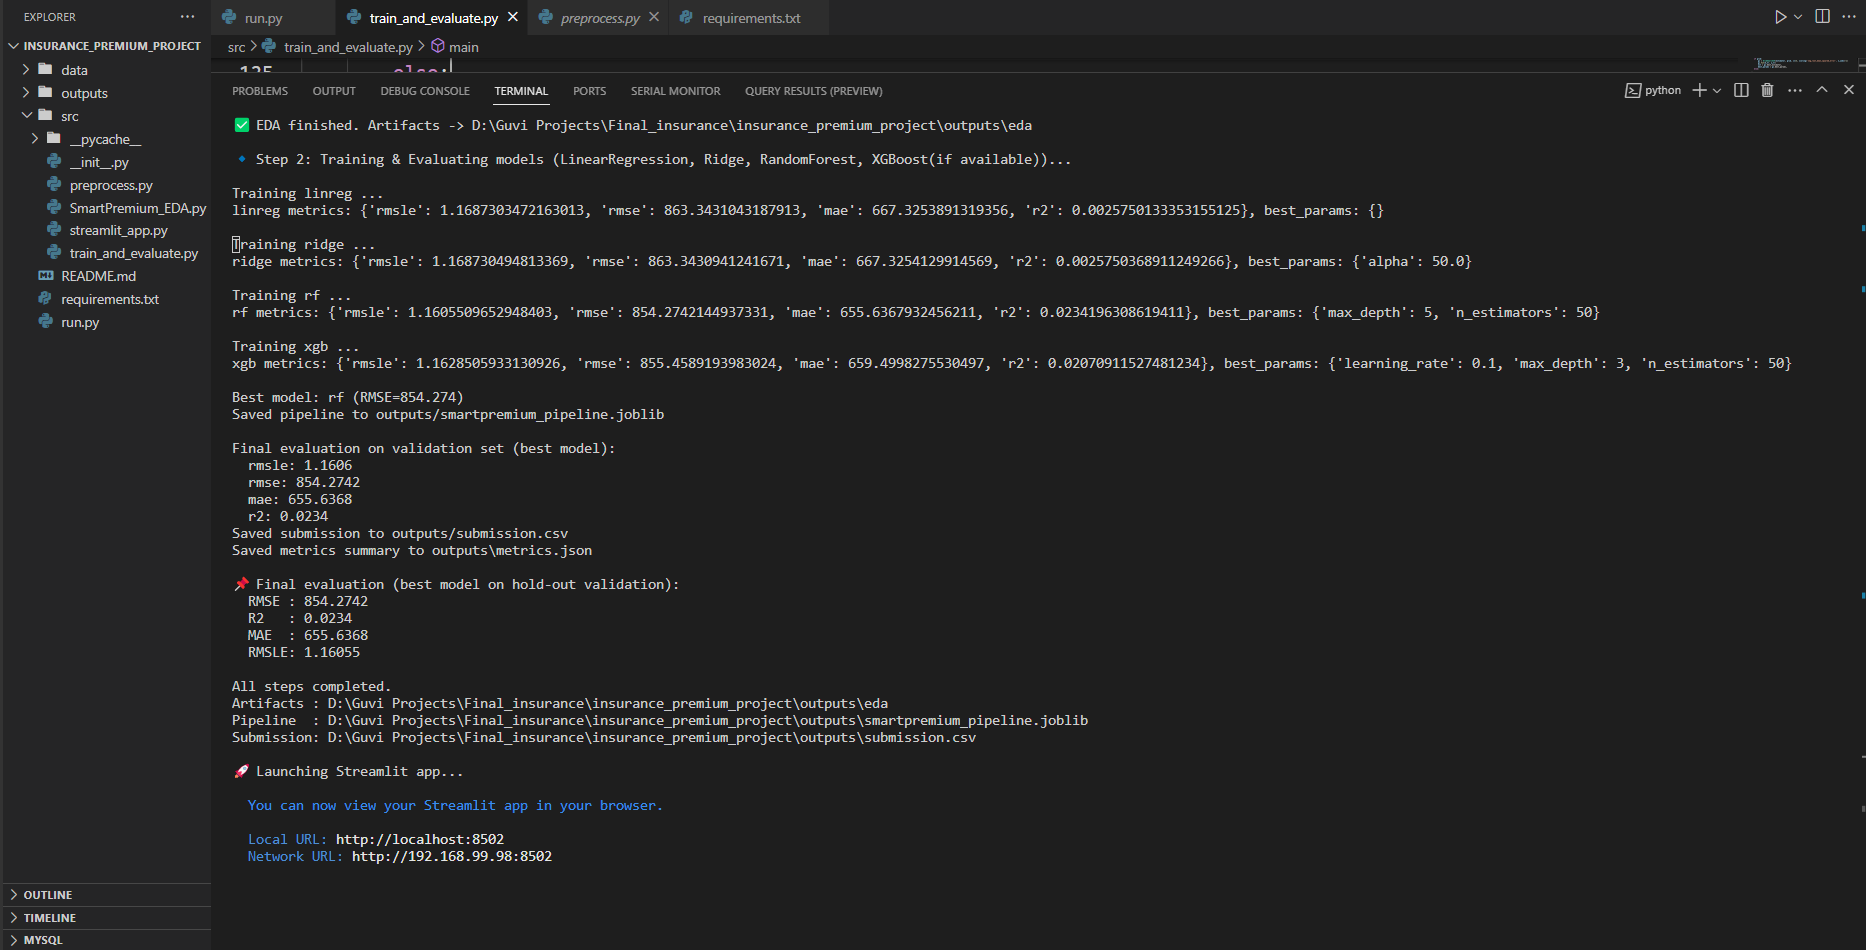 EXPLORER
INSURANCE_PREMIUM_PROJECT
data
outputs
src
__pycache__
__init__.py
preprocess.py
SmartPremium_EDA.py
streamlit_app.py
train_and_evaluate.py
README.md
requirements.txt
run.py
OUTLINE
TIMELINE
MYSQL
run.py
train_and_evaluate.py
preprocess.py
requirements.txt
src > train_and_evaluate.py > main
125 else:
PROBLEMS OUTPUT DEBUG CONSOLE TERMINAL PORTS SERIAL MONITOR QUERY RESULTS (PREVIEW)
python
✅ EDA finished. Artifacts -> D:\Guvi Projects\Final_insurance\insurance_premium_project\outputs\eda
🔹 Step 2: Training & Evaluating models (LinearRegression, Ridge, RandomForest, XGBoost(if available))...
Training linreg ...
linreg metrics: {'rmsle': 1.1687303472163013, 'rmse': 863.3431043187913, 'mae': 667.3253891319356, 'r2': 0.0025750133353155125}, best_params: {}
Training ridge ...
ridge metrics: {'rmsle': 1.168730494813369, 'rmse': 863.3430941241671, 'mae': 667.3254129914569, 'r2': 0.0025750368911249266}, best_params: {'alpha': 50.0}
Training rf ...
rf metrics: {'rmsle': 1.1605509652948403, 'rmse': 854.2742144937331, 'mae': 655.6367932456211, 'r2': 0.0234196308619411}, best_params: {'max_depth': 5, 'n_estimators': 50}
Training xgb ...
xgb metrics: {'rmsle': 1.1628505933130926, 'rmse': 855.4589193983024, 'mae': 659.4998275530497, 'r2': 0.02070911527481234}, best_params: {'learning_rate': 0.1, 'max_depth': 3, 'n_estimators': 50}
Best model: rf (RMSE=854.274)
Saved pipeline to outputs/smartpremium_pipeline.joblib
Final evaluation on validation set (best model):
rmsle: 1.1606
rmse: 854.2742
mae: 655.6368
r2: 0.0234
Saved submission to outputs/submission.csv
Saved metrics summary to outputs\metrics.json
📌 Final evaluation (best model on hold-out validation):
RMSE : 854.2742
R2 : 0.0234
MAE : 655.6368
RMSLE: 1.16055
All steps completed.
Artifacts : D:\Guvi Projects\Final_insurance\insurance_premium_project\outputs\eda
Pipeline : D:\Guvi Projects\Final_insurance\insurance_premium_project\outputs\smartpremium_pipeline.joblib
Submission: D:\Guvi Projects\Final_insurance\insurance_premium_project\outputs\submission.csv
🚀 Launching Streamlit app...
You can now view your Streamlit app in your browser.
Local URL: http://localhost:8502
Network URL: http://192.168.99.98:8502